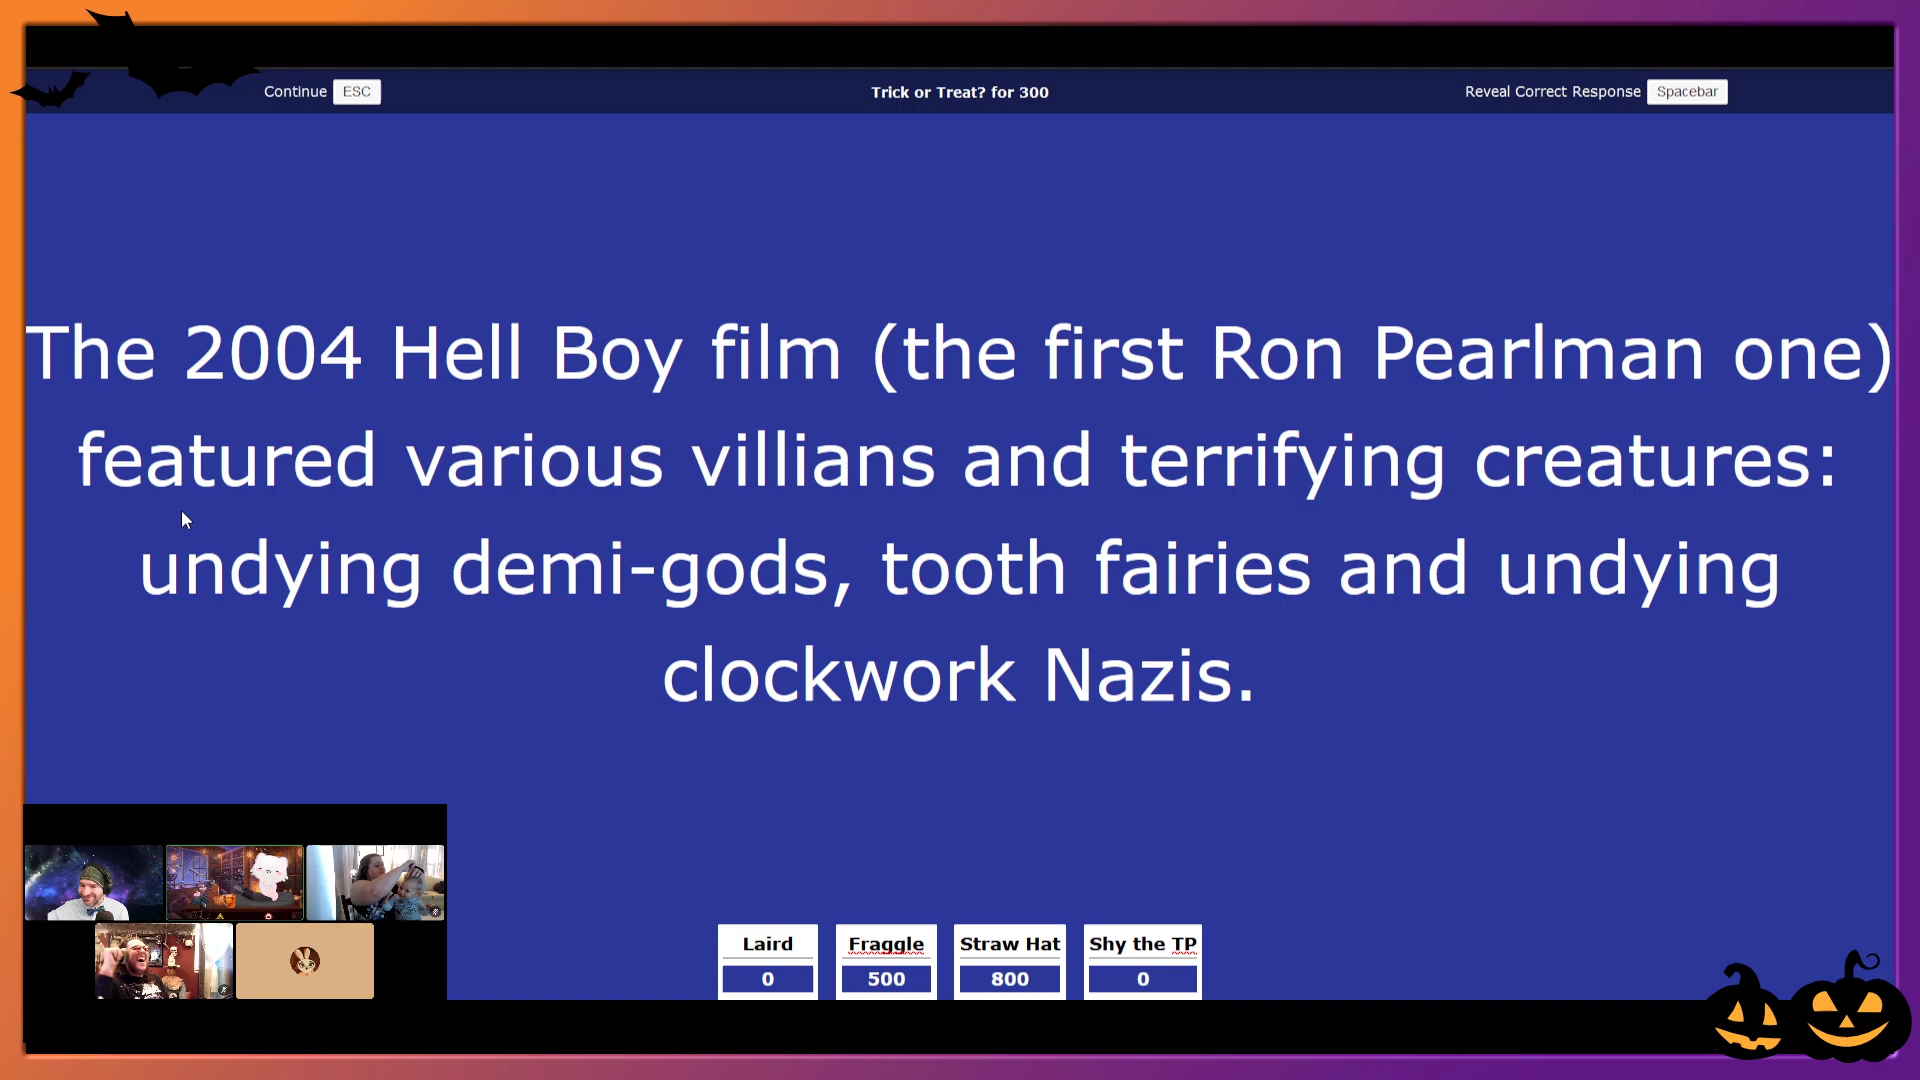 Continue ESC
Trick or Treat? for 300
Reveal Correct Response Spacebar
The 2004 Hell Boy film (the first Ron Pearlman one)
featured various villians and terrifying creatures:
undying demi-gods, tooth fairies and undying
clockwork Nazis.
Laird Fraggle Straw Hat Shy the TP
0 500 800 0